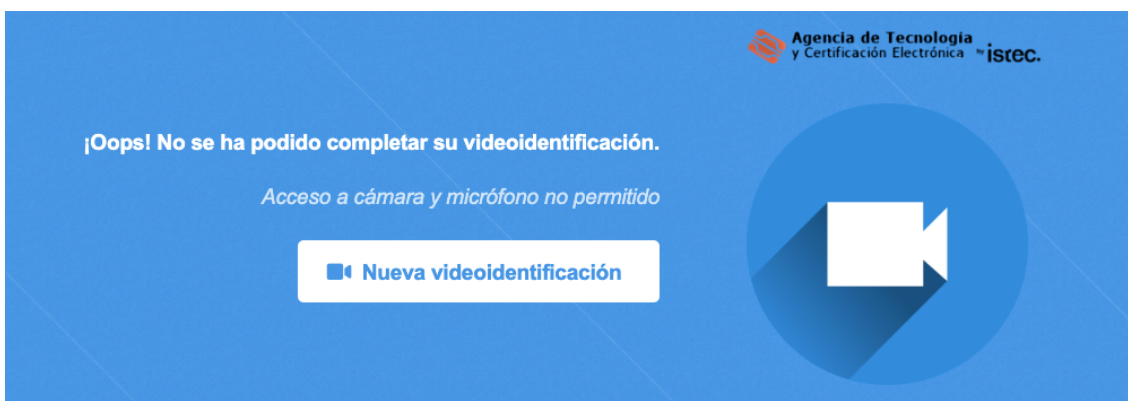 Agencia de Tecnología
y Certificación Electrónica by istec.
¡Oops! No se ha podido completar su videoidentificación.
Acceso a cámara y micrófono no permitido
Nueva videoidentificación